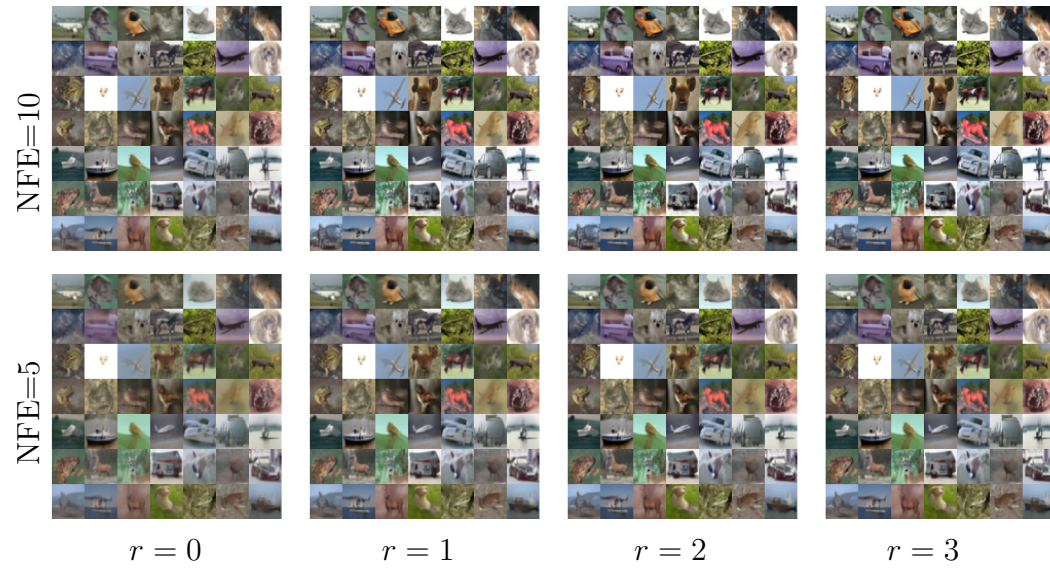 NFE=10
NFE=5
r = 0
r = 1
r = 2
r = 3